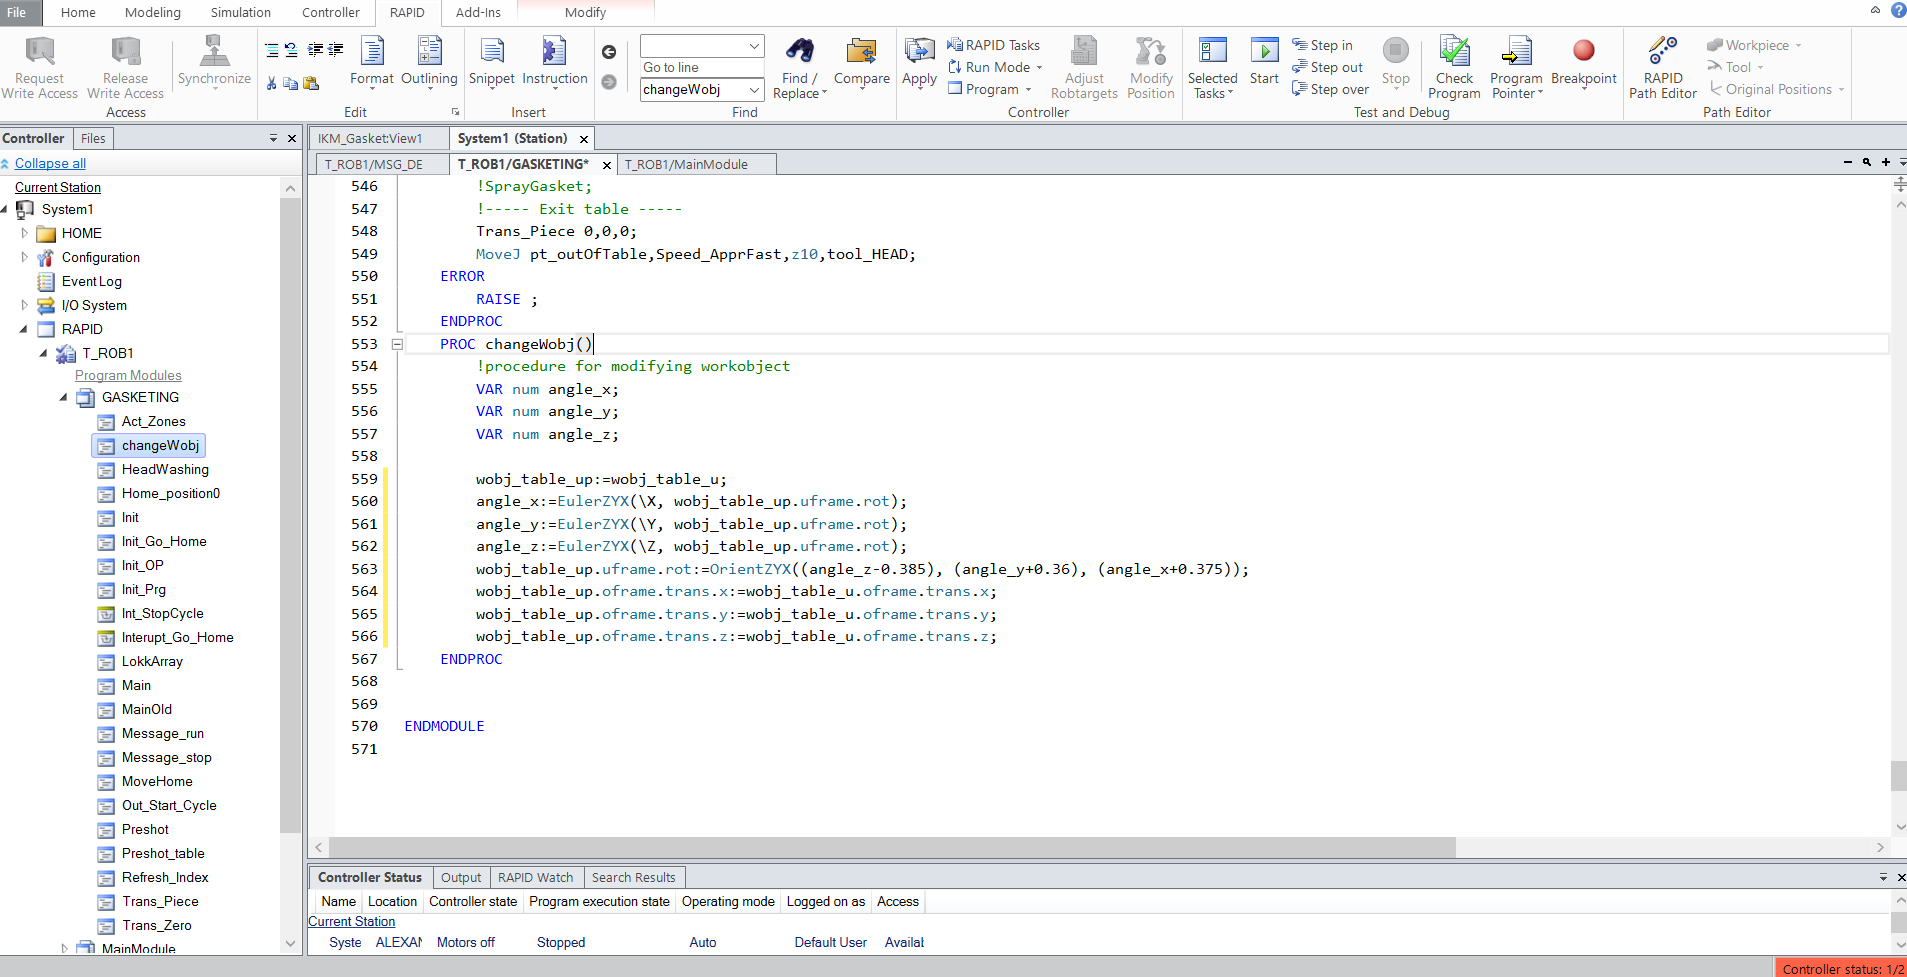 File Home Modeling Simulation Controller RAPID Add-Ins Modify
Request Write Access
Release Write Access
Synchronize
Access
Format Outlining
Edit
Snippet Instruction
Insert
Go to line
changeWobj
Find / Replace
Compare
Find
Apply
RAPID Tasks
Run Mode
Program
Adjust Robtargets
Modify Position
Controller
Selected Tasks
Start
Step in
Step out
Step over
Stop
Check Program
Program Pointer
Breakpoint
Test and Debug
RAPID Path Editor
Workpiece
Tool
Original Positions
Path Editor
Controller Files
Collapse all
Current Station
System1
HOME
Configuration
Event Log
I/O System
RAPID
T_ROB1
Program Modules
GASKETING
Act_Zones
changeWobj
HeadWashing
Home_position0
Init
Init_Go_Home
Init_OP
Init_Prg
Int_StopCycle
Interupt_Go_Home
LokkArray
Main
MainOld
Message_run
Message_stop
MoveHome
Out_Start_Cycle
Preshot
Preshot_table
Refresh_Index
Trans_Piece
Trans_Zero
MainModule
IKM_Gasket:View1 System1 (Station)
T_ROB1/MSG_DE T_ROB1/GASKETING* T_ROB1/MainModule
546 !SprayGasket;
547 !----- Exit table -----
548 Trans_Piece 0,0,0;
549 MoveJ pt_outOfTable,Speed_ApprFast,z10,tool_HEAD;
550 ERROR
551 RAISE ;
552 ENDPROC
553 PROC changeWobj()
554 !procedure for modifying workobject
555 VAR num angle_x;
556 VAR num angle_y;
557 VAR num angle_z;
558
559 wobj_table_up:=wobj_table_u;
560 angle_x:=EulerZYX(\X, wobj_table_up.uframe.rot);
561 angle_y:=EulerZYX(\Y, wobj_table_up.uframe.rot);
562 angle_z:=EulerZYX(\Z, wobj_table_up.uframe.rot);
563 wobj_table_up.uframe.rot:=OrientZYX((angle_z-0.385), (angle_y+0.36), (angle_x+0.375));
564 wobj_table_up.oframe.trans.x:=wobj_table_u.oframe.trans.x;
565 wobj_table_up.oframe.trans.y:=wobj_table_u.oframe.trans.y;
566 wobj_table_up.oframe.trans.z:=wobj_table_u.oframe.trans.z;
567 ENDPROC
568
569
570 ENDMODULE
571
Controller Status Output RAPID Watch Search Results
Name Location Controller state Program execution state Operating mode Logged on as Access
Current Station
Syste ALEXAN Motors off Stopped Auto Default User Availat
Controller status: 1/2